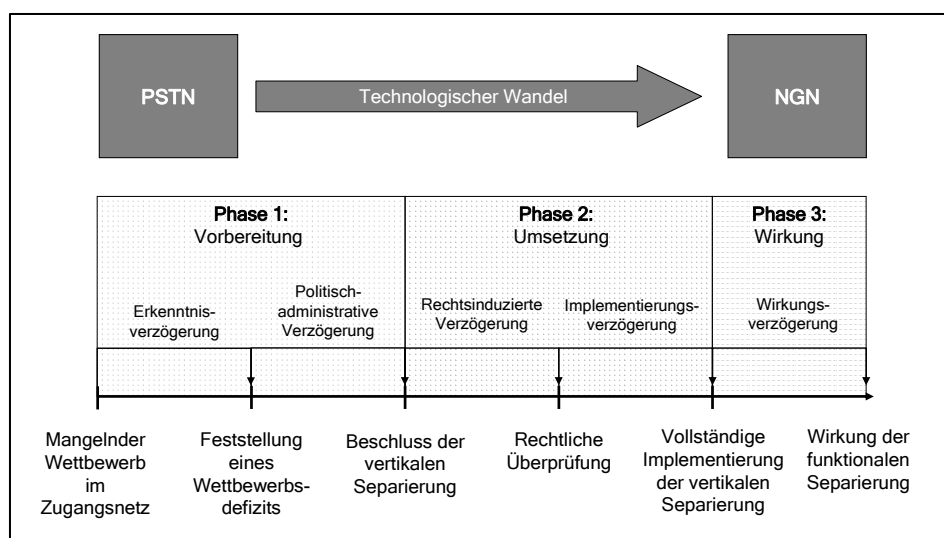 PSTN
Technologischer Wandel
NGN
Phase 1:
Vorbereitung
Phase 2:
Umsetzung
Phase 3:
Wirkung
Erkenntnis-
verzögerung
Politisch-
administrative
Verzögerung
Rechtsinduzierte
Verzögerung
Implementierungs-
verzögerung
Wirkungs-
verzögerung
Mangelnder
Wettbewerb
im
Zugangsnetz
Feststellung
eines
Wettbewerbs-
defizits
Beschluss der
vertikalen
Separierung
Rechtliche
Überprüfung
Vollständige
Implementierung
der vertikalen
Separierung
Wirkung der
funktionalen
Separierung